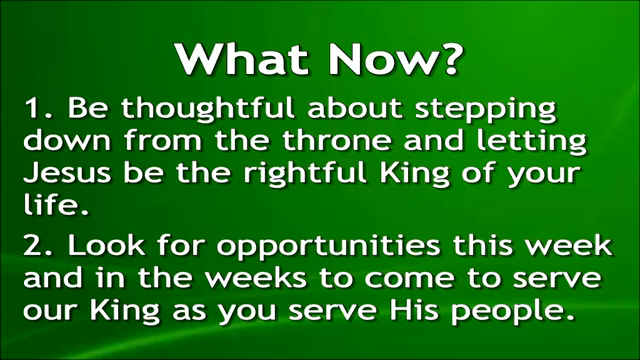 What Now?
1. Be thoughtful about stepping
down from the throne and letting
Jesus be the rightful King of your
life.
2. Look for opportunities this week
and in the weeks to come to serve
our King as you serve His people.